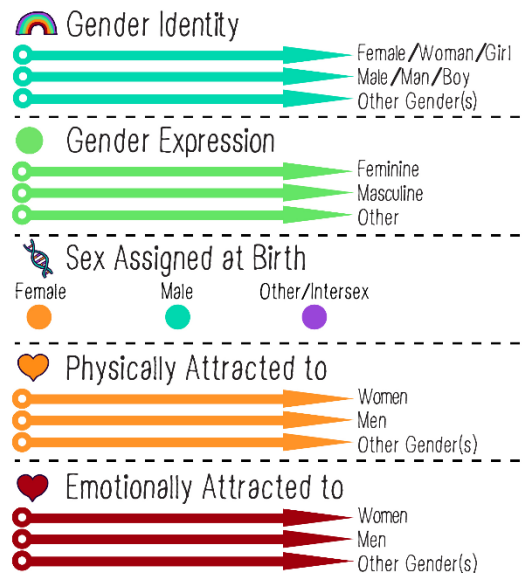 Gender Identity
Female/Woman/Girl
Male/Man/Boy
Other Gender(s)
Gender Expression
Feminine
Masculine
Other
Sex Assigned at Birth
Female Male Other/Intersex
Physically Attracted to
Women
Men
Other Gender(s)
Emotionally Attracted to
Women
Men
Other Gender(s)